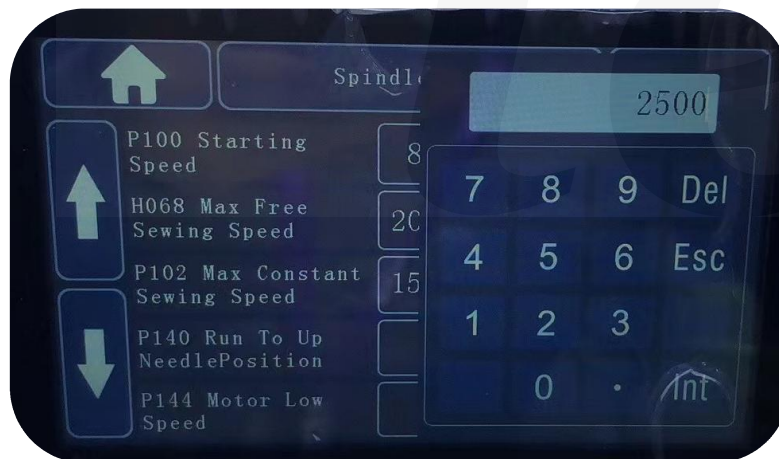 Spindl
2500
P100 Starting
Speed
8
H068 Max Free
Sewing Speed
20
P102 Max Constant
Sewing Speed
15
P140 Run To Up
NeedlePosition
P144 Motor Low
Speed
7 8 9 Del
4 5 6 Esc
1 2 3
0 . Int